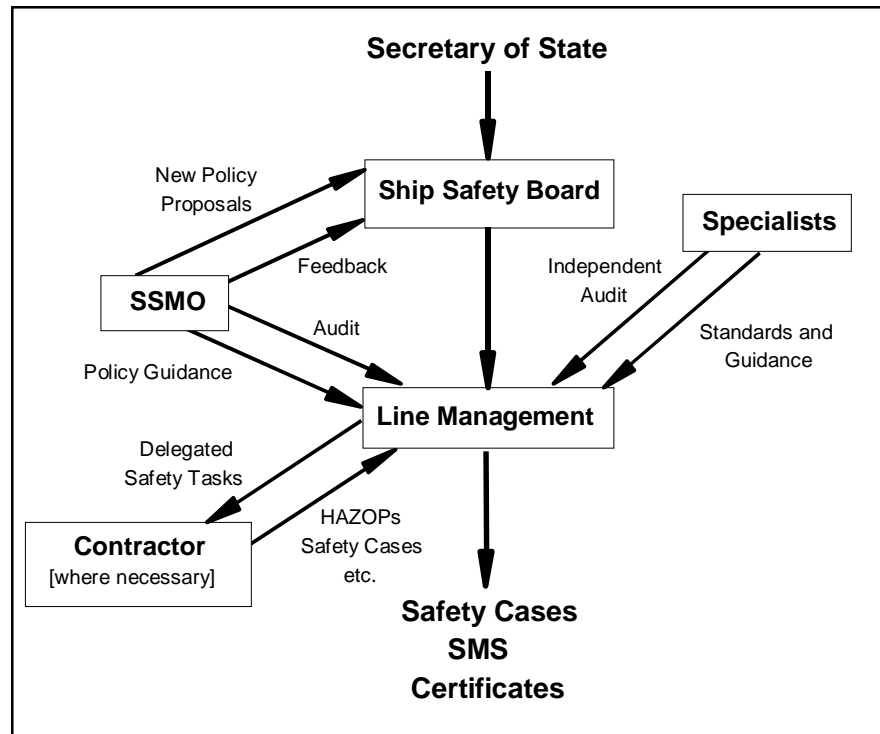 Secretary of State
New Policy
Proposals
Ship Safety Board
Specialists
Feedback
Independent
Audit
SSMO
Audit
Standards and
Guidance
Policy Guidance
Line Management
Delegated
Safety Tasks
Contractor
[where necessary]
HAZOPs
Safety Cases
etc.
Safety Cases
SMS
Certificates